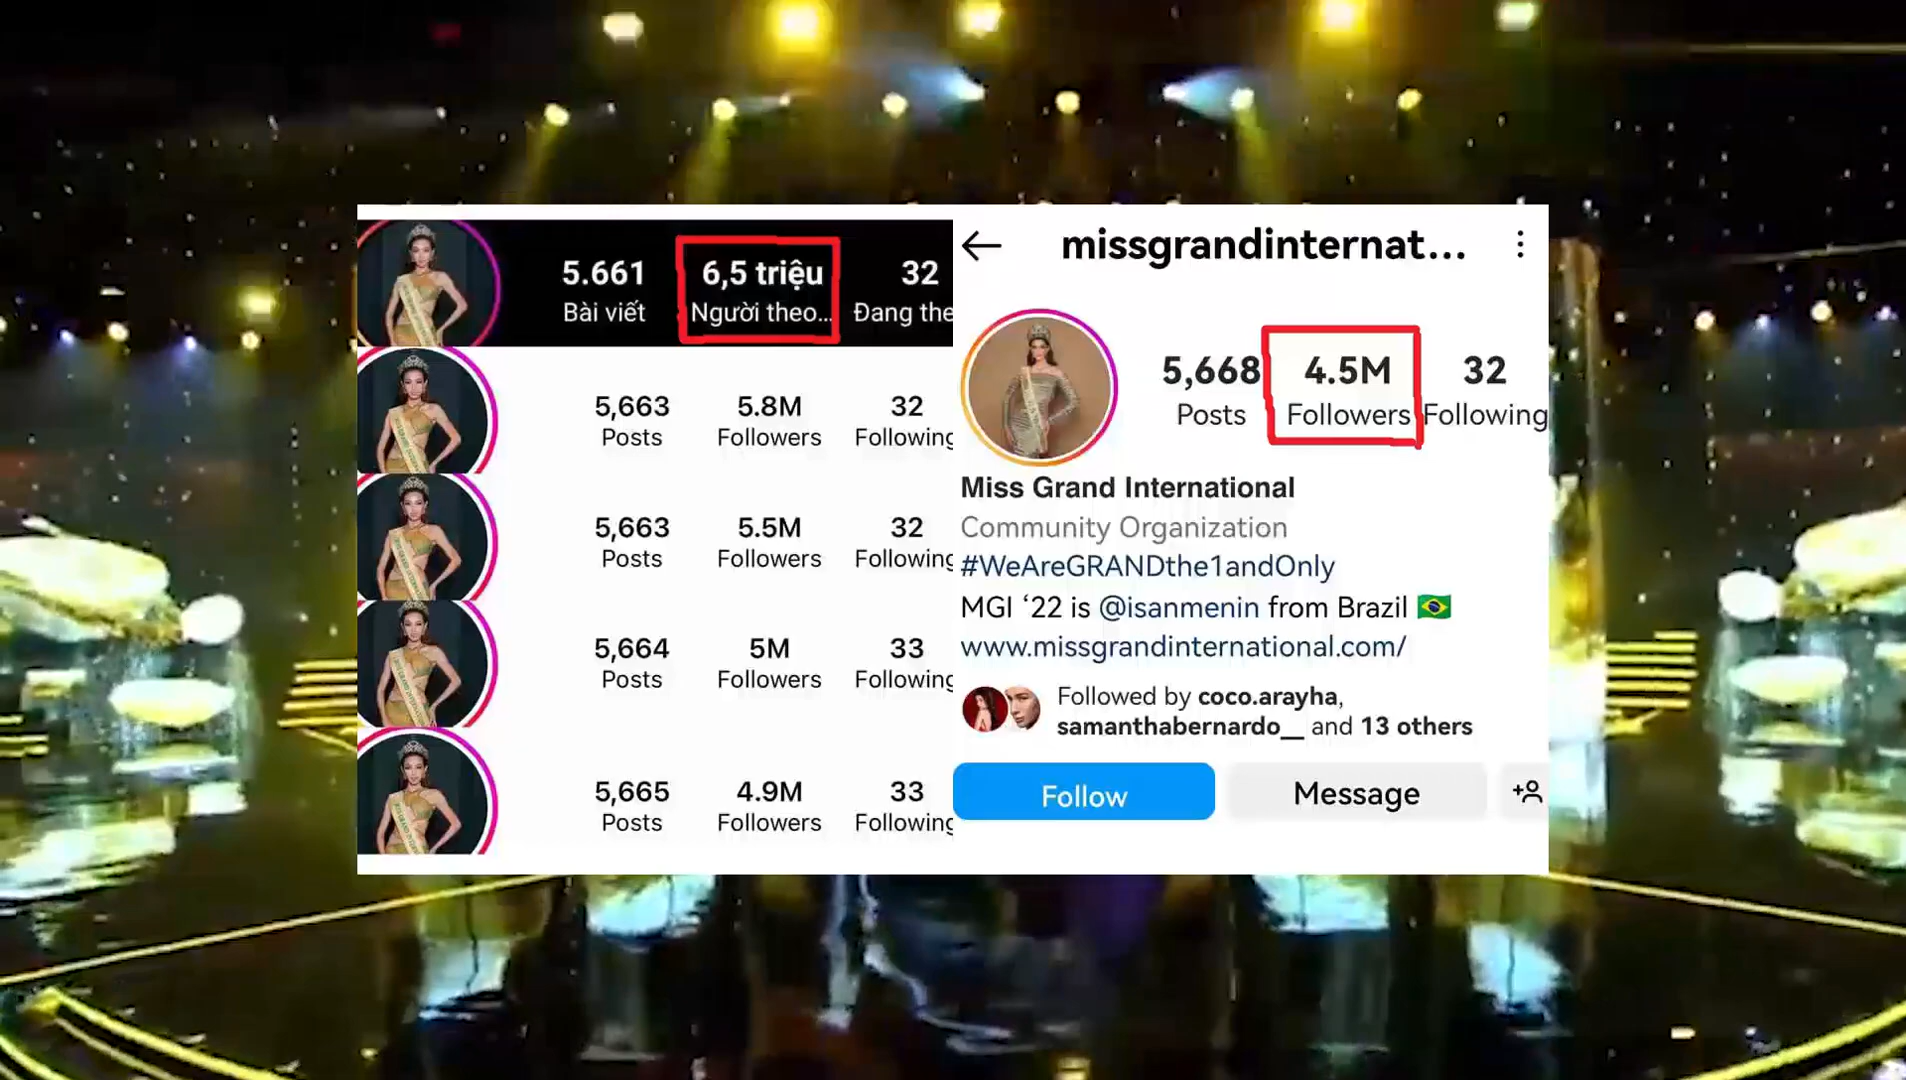 5.661
6,5 triệu
32
Bài viết
Người theo...
Đang the
5,663
5.8M
32
Posts
Followers
Following
5,663
5.5M
32
Posts
Followers
Following
5,664
5M
33
Posts
Followers
Following
5,665
4.9M
33
Posts
Followers
Following
missgrandinternat...
5,668
4.5M
32
Posts
Followers
Following
Miss Grand International
Community Organization
#WeAreGRANDthe1andOnly
MGI ‘22 is @isanmenin from Brazil 🇧🇷
www.missgrandinternational.com/
Followed by coco.arayha,
samanthabernardo__ and 13 others
Follow
Message